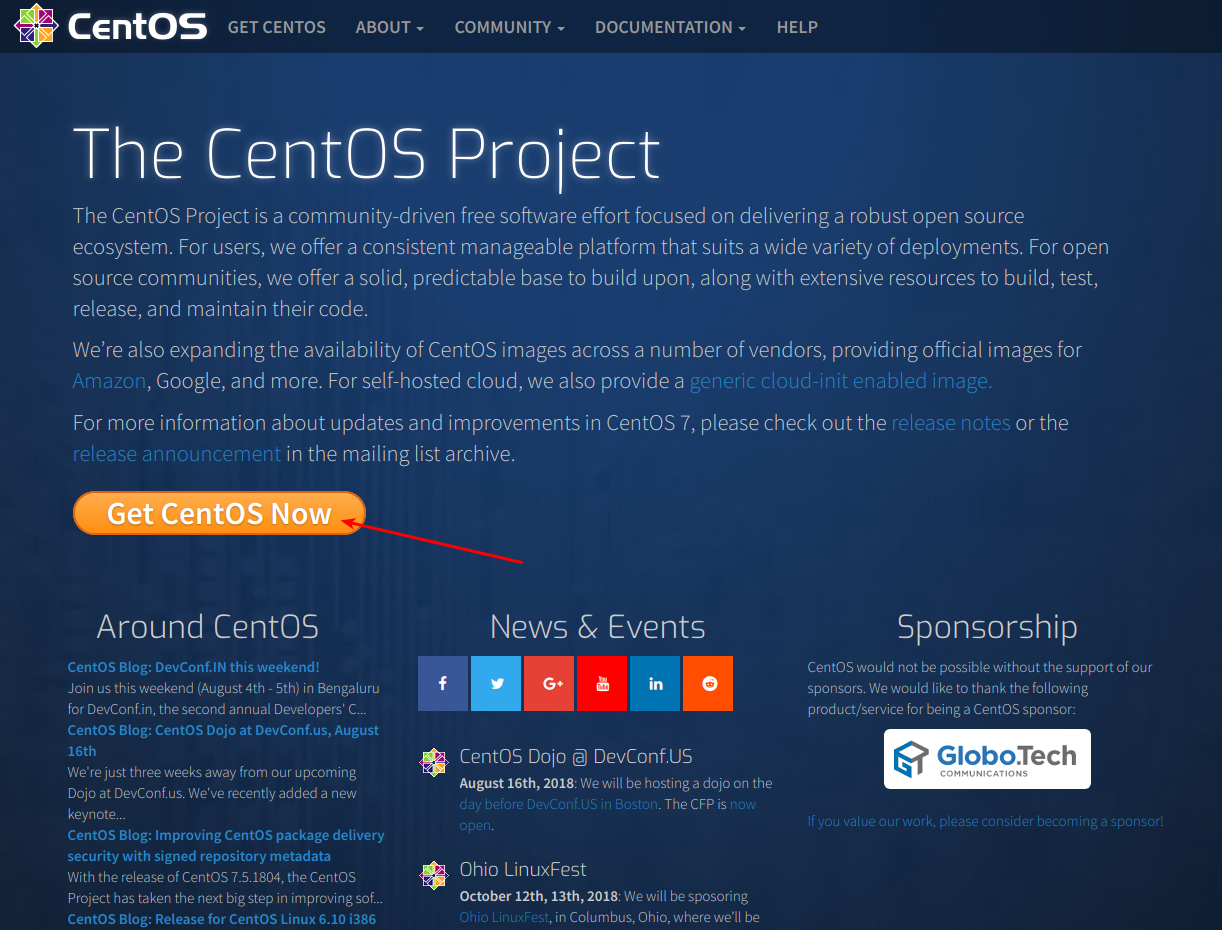 CentOS GET CENTOS ABOUT COMMUNITY DOCUMENTATION HELP
The CentOS Project
The CentOS Project is a community-driven free software effort focused on delivering a robust open source
ecosystem. For users, we offer a consistent manageable platform that suits a wide variety of deployments. For open
source communities, we offer a solid, predictable base to build upon, along with extensive resources to build, test,
release, and maintain their code.
We’re also expanding the availability of CentOS images across a number of vendors, providing official images for
Amazon, Google, and more. For self-hosted cloud, we also provide a generic cloud-init enabled image.
For more information about updates and improvements in CentOS 7, please check out the release notes or the
release announcement in the mailing list archive.
Get CentOS Now
Around CentOS
CentOS Blog: DevConf.IN this weekend!
Join us this weekend (August 4th - 5th) in Bengaluru
for DevConf.in, the second annual Developers' C...
CentOS Blog: CentOS Dojo at DevConf.us, August
16th
We're just three weeks away from our upcoming
Dojo at DevConf.us. We've recently added a new
keynote...
CentOS Blog: Improving CentOS package delivery
security with signed repository metadata
With the release of CentOS 7.5.1804, the CentOS
Project has taken the next big step in improving sof...
CentOS Blog: Release for CentOS Linux 6.10 i386
News & Events
f G+ You Tube in
CentOS Dojo @ DevConf.US
August 16th, 2018: We will be hosting a dojo on the
day before DevConf.US in Boston. The CFP is now
open.
Ohio LinuxFest
October 12th, 13th, 2018: We will be sposoring
Ohio LinuxFest, in Columbus, Ohio, where we'll be
Sponsorship
CentOS would not be possible without the support of our
sponsors. We would like to thank the following
product/service for being a CentOS sponsor:
Globo.Tech
COMMUNICATIONS
If you value our work, please consider becoming a sponsor!